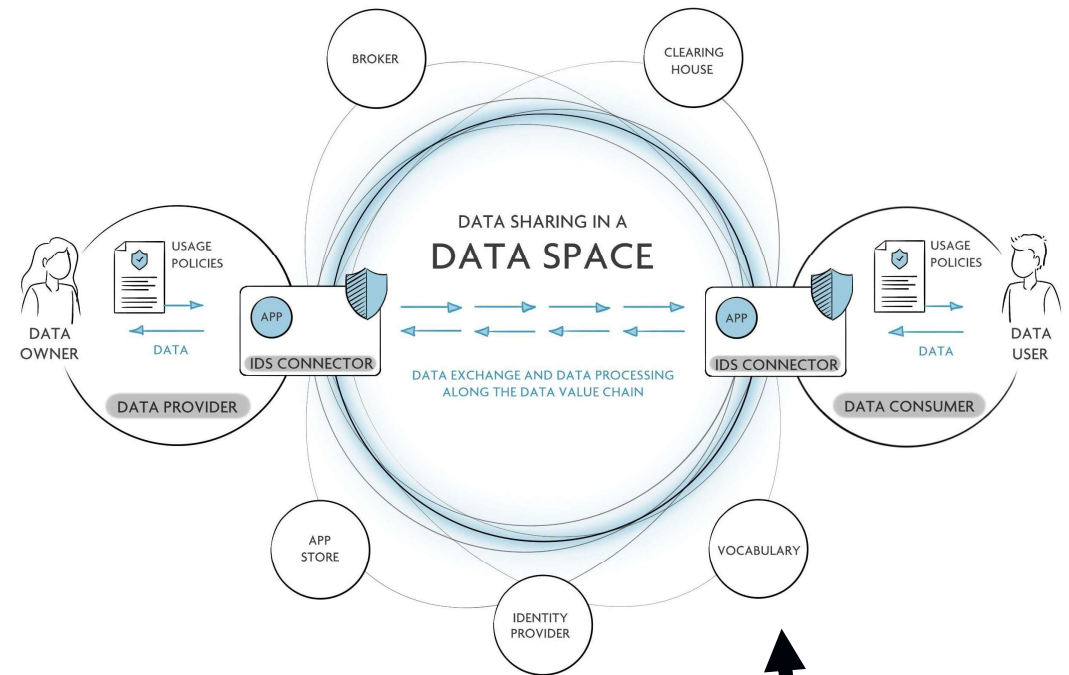 BROKER
CLEARING
HOUSE
DATA SHARING IN A
DATA SPACE
USAGE
POLICIES
DATA
DATA
OWNER
APP
IDS CONNECTOR
DATA PROVIDER
DATA EXCHANGE AND DATA PROCESSING
ALONG THE DATA VALUE CHAIN
APP
IDS CONNECTOR
USAGE
POLICIES
DATA
DATA
USER
DATA CONSUMER
APP
STORE
IDENTITY
PROVIDER
VOCABULARY